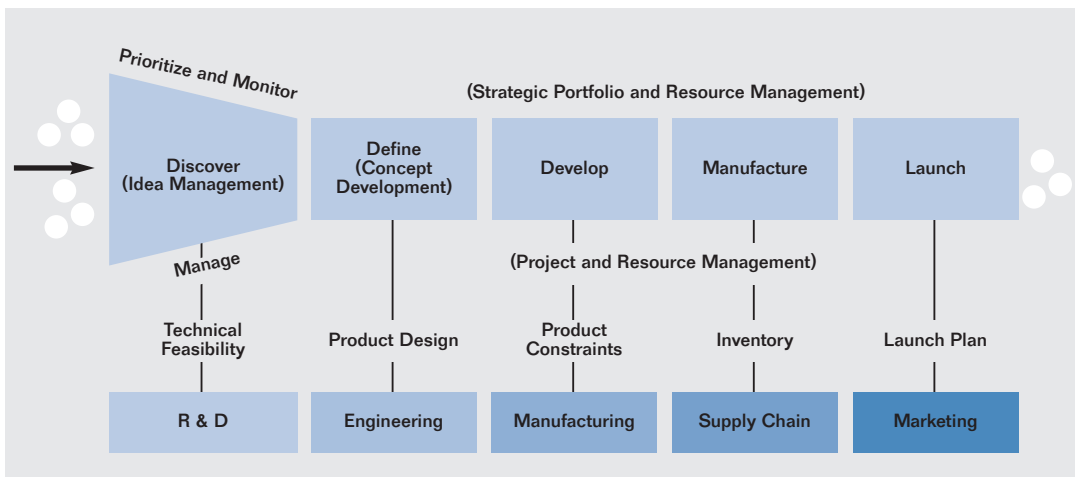 Prioritize and Monitor
(Strategic Portfolio and Resource Management)
Discover
(Idea Management)
Define
(Concept
Development)
Develop
Manufacture
Launch
Manage
(Project and Resource Management)
Technical
Feasibility
Product Design
Product
Constraints
Inventory
Launch Plan
R & D
Engineering
Manufacturing
Supply Chain
Marketing